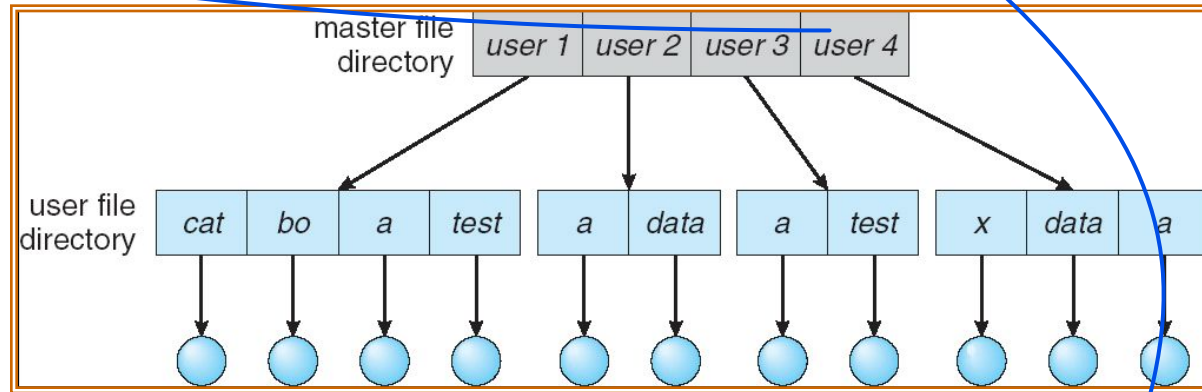 master file directory
user 1 user 2 user 3 user 4
user file directory
cat bo a test a data a test x data a